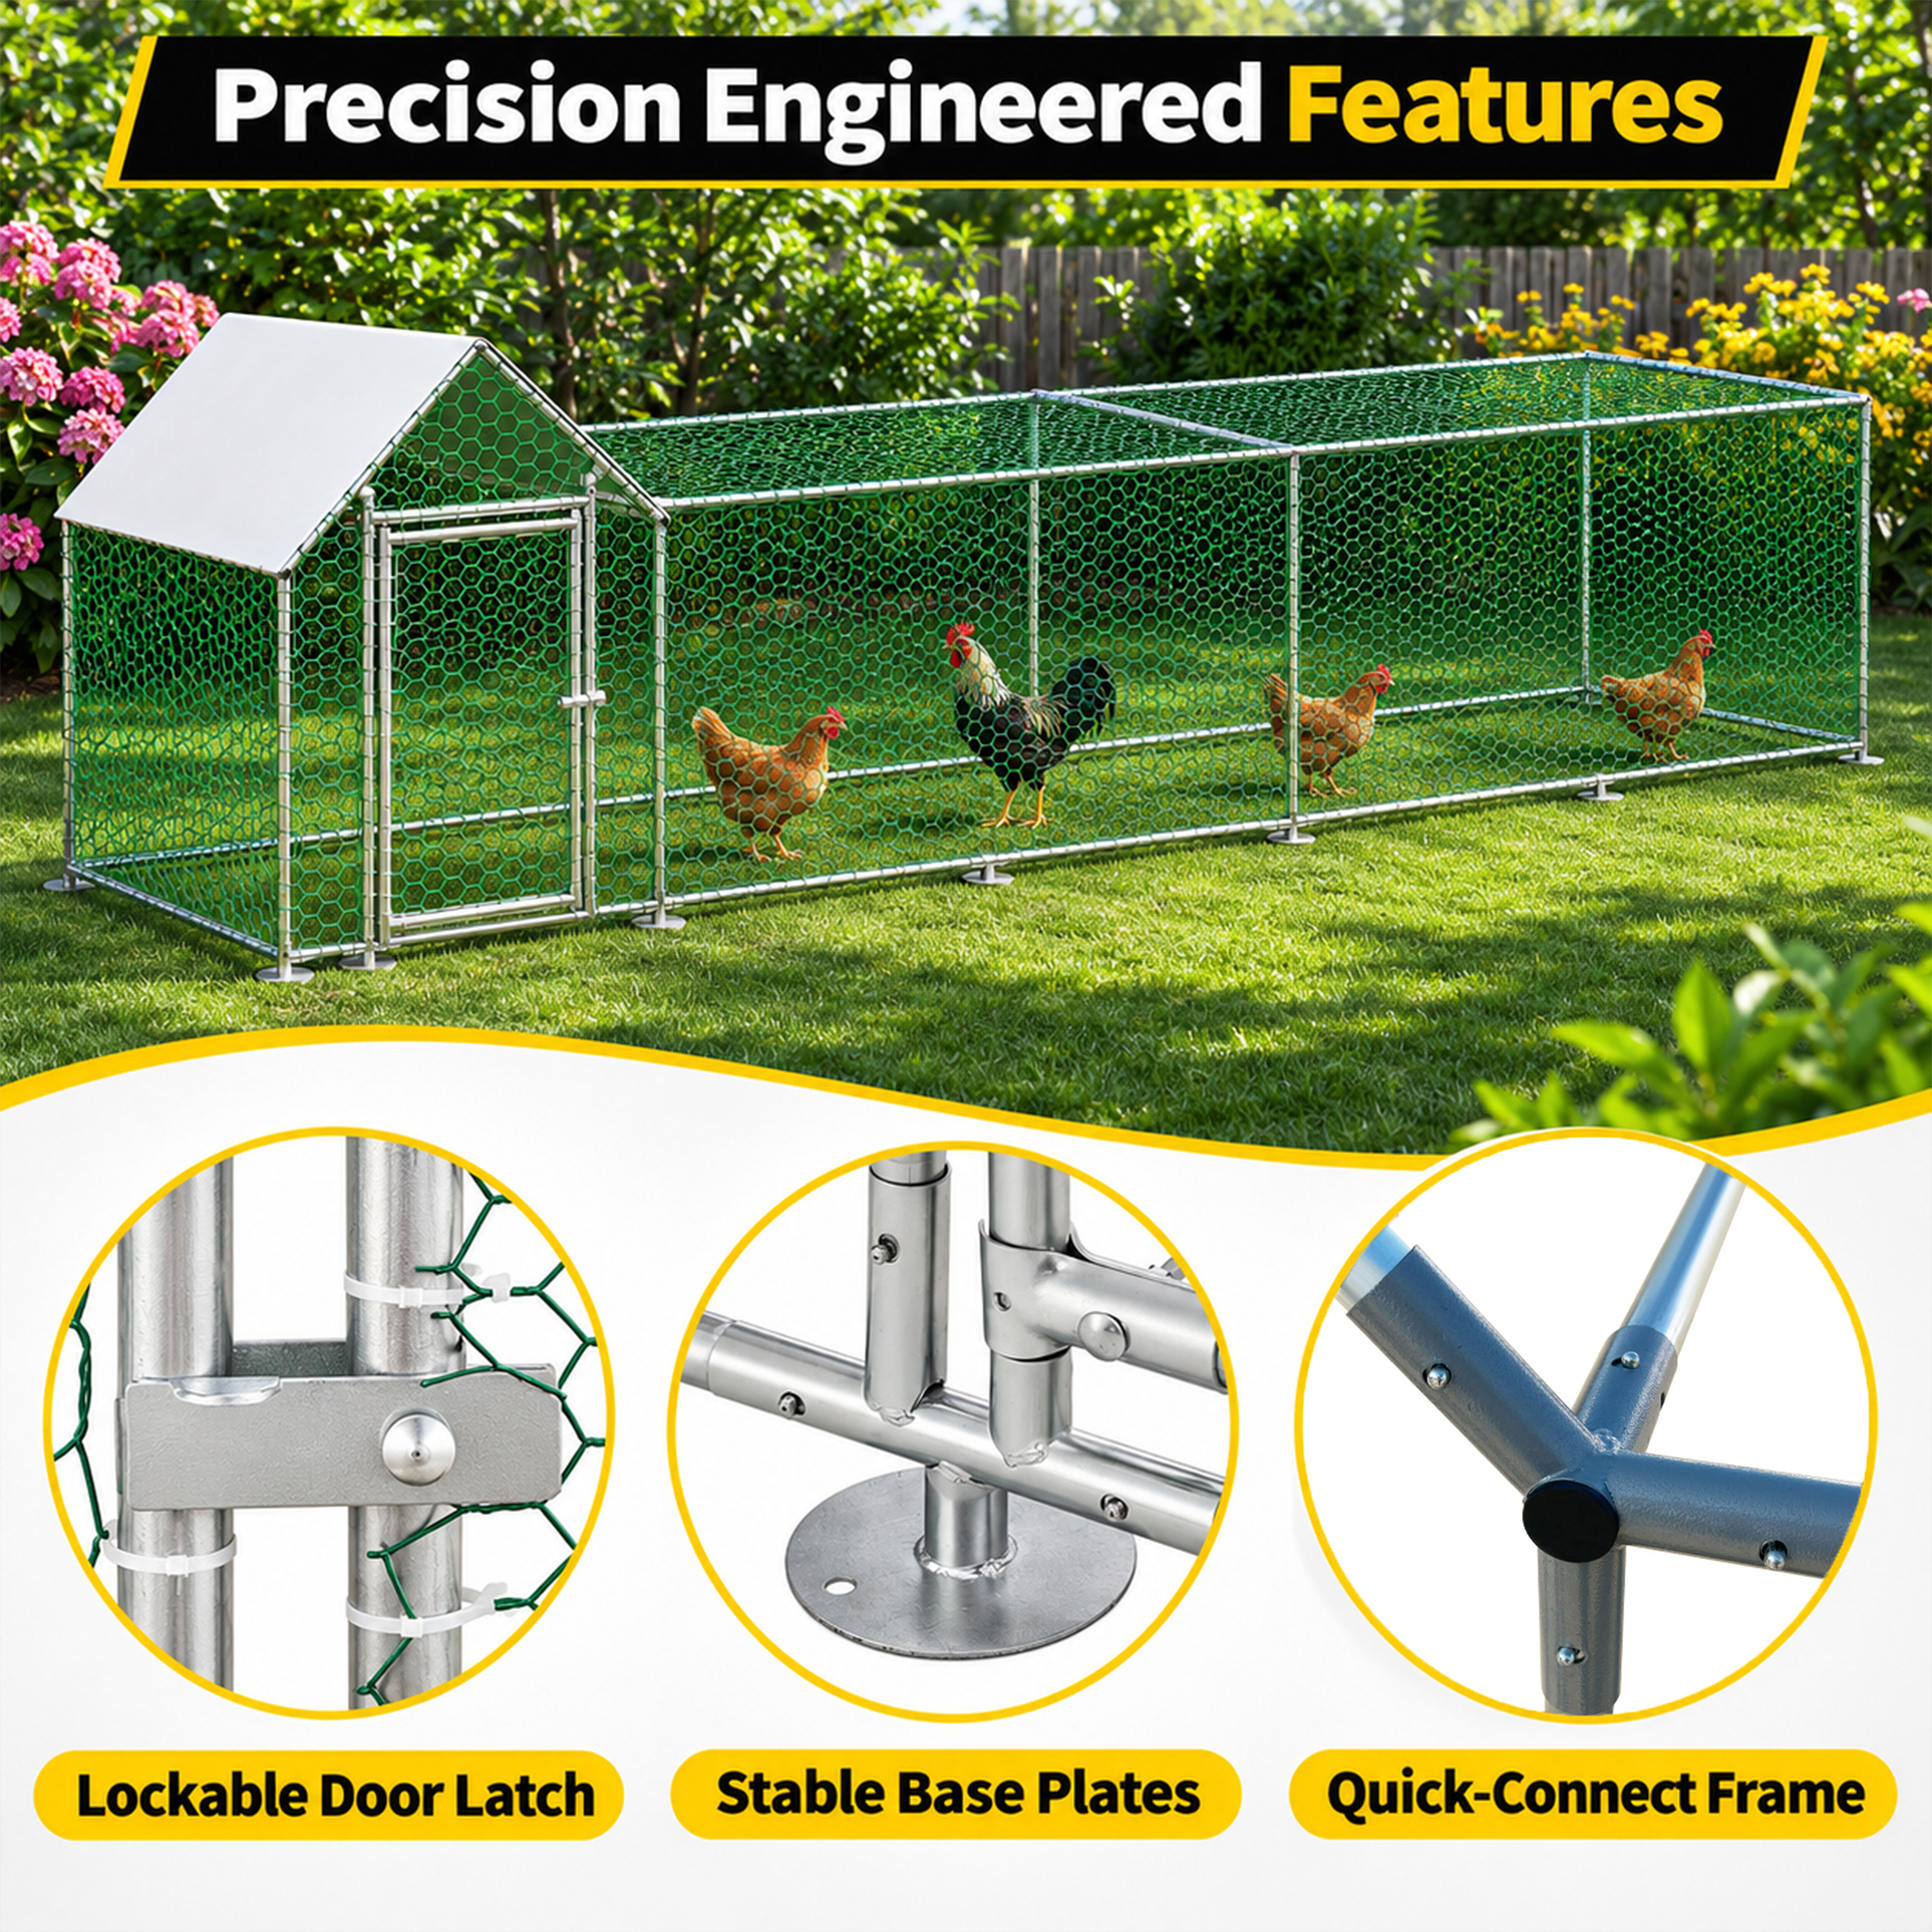 Precision Engineered Features
Lockable Door Latch
Stable Base Plates
Quick-Connect Frame